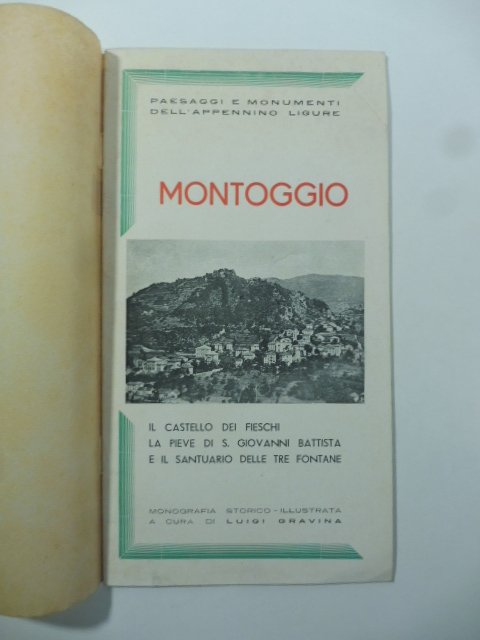 PAESAGGI E MONUMENTI
DELL'APPENNINO LIGURE
MONTOGGIO
IL CASTELLO DEI FIESCHI
LA PIEVE DI S. GIOVANNI BATTISTA
E IL SANTUARIO DELLE TRE FONTANE
MONOGRAFIA STORICO-ILLUSTRATA
A CURA DI LUIGI GRAVINA